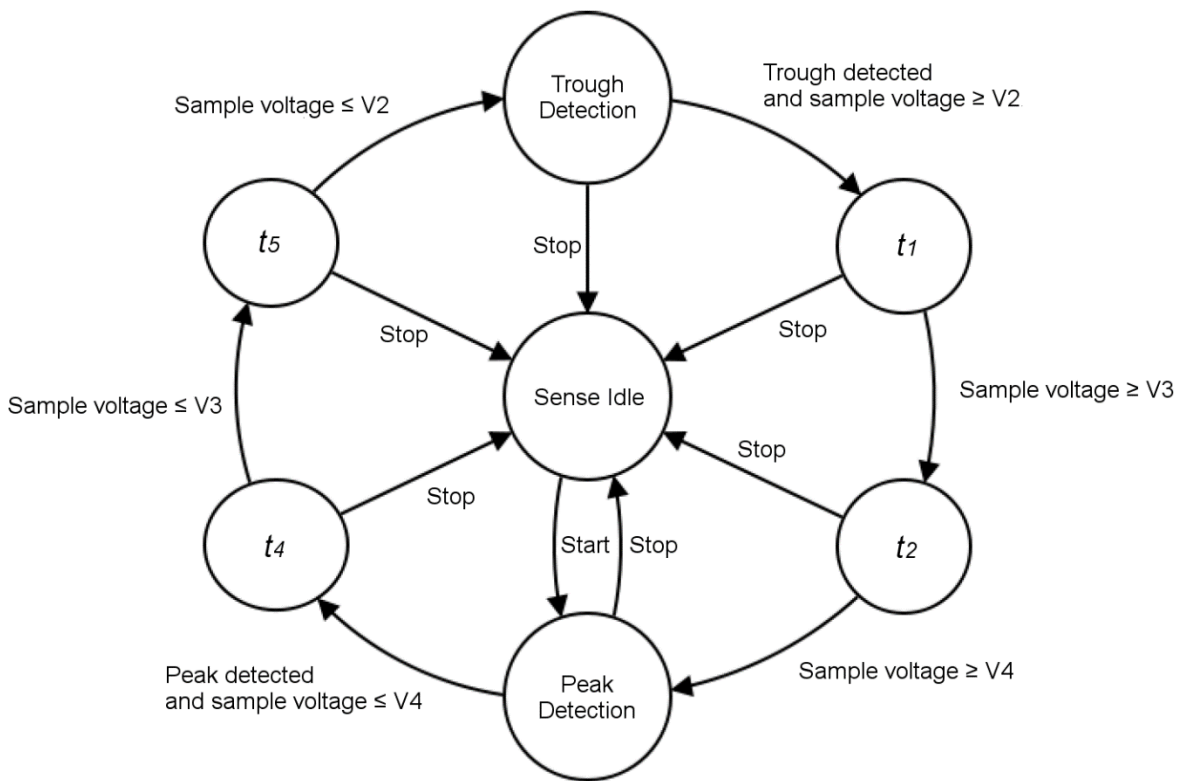 Trough
Detection
Trough detected
and sample voltage ≥ V2
Sample voltage ≤ V2
t5
t1
Stop
Stop
Stop
Sample voltage ≤ V3
Sense Idle
Sample voltage ≥ V3
Stop
Stop
t4
Start
Stop
t2
Peak detected
and sample voltage ≤ V4
Peak
Detection
Sample voltage ≥ V4